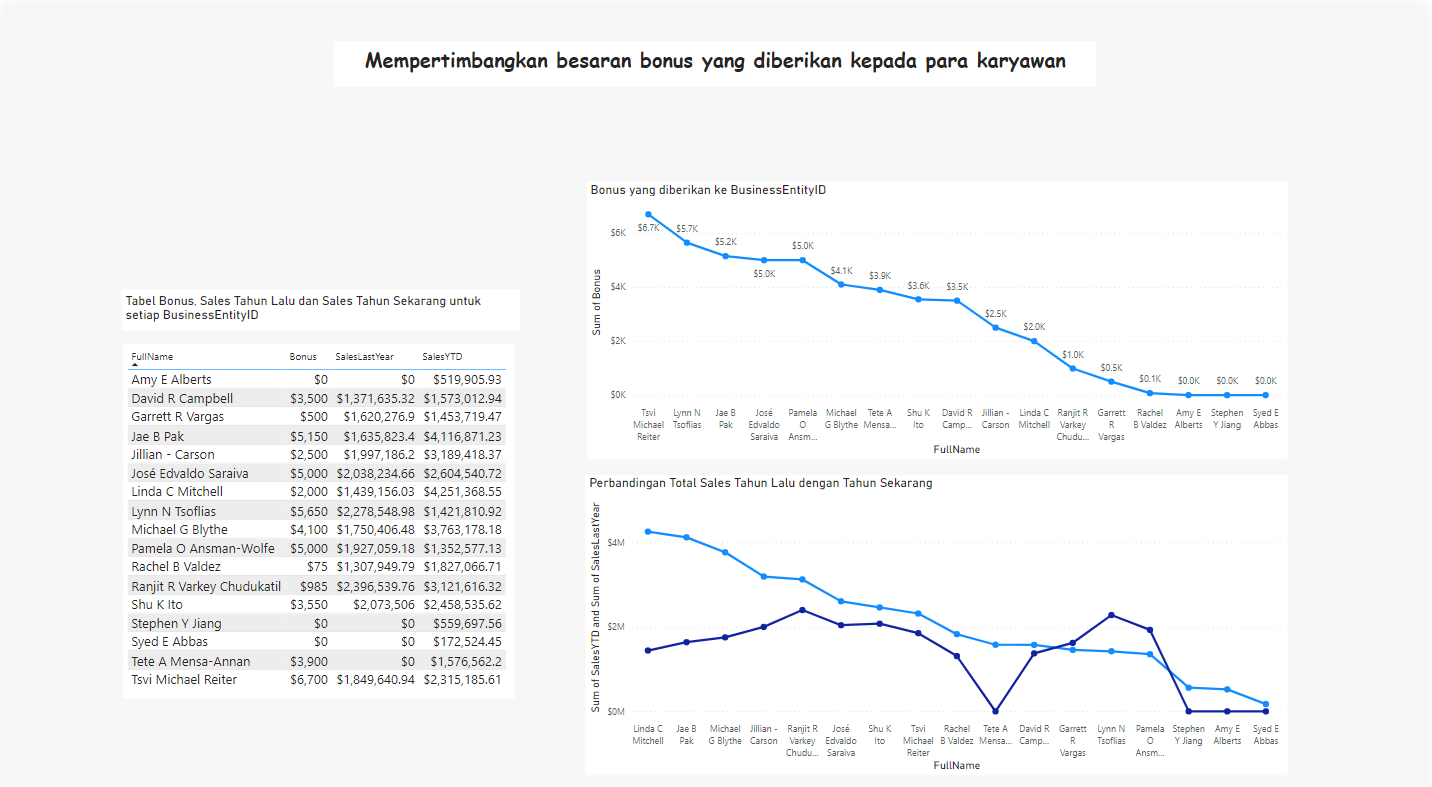 Mempertimbangkan besaran bonus yang diberikan kepada para karyawan
Tabel Bonus, Sales Tahun Lalu dan Sales Tahun Sekarang untuk
setiap BusinessEntityID
FullName Bonus SalesLastYear SalesYTD
Amy E Alberts $0 $0 $519,905.93
David R Campbell $3,500 $1,371,635.32 $1,573,012.94
Garrett R Vargas $500 $1,620,276.9 $1,453,719.47
Jae B Pak $5,150 $1,635,823.4 $4,116,871.23
Jillian - Carson $2,500 $1,997,186.2 $3,189,418.37
José Edvaldo Saraiva $5,000 $2,038,234.66 $2,604,540.72
Linda C Mitchell $2,000 $1,439,156.03 $4,251,368.55
Lynn N Tsoflias $5,650 $2,278,548.98 $1,421,810.92
Michael G Blythe $4,100 $1,750,406.48 $3,763,178.18
Pamela O Ansman-Wolfe $5,000 $1,927,059.18 $1,352,577.13
Rachel B Valdez $75 $1,307,949.79 $1,827,066.71
Ranjit R Varkey Chudukatil $985 $2,396,539.76 $3,121,616.32
Shu K Ito $3,550 $2,073,506 $2,458,535.62
Stephen Y Jiang $0 $0 $559,697.56
Syed E Abbas $0 $0 $172,524.45
Tete A Mensa-Annan $3,900 $0 $1,576,562.2
Tsvi Michael Reiter $6,700 $1,849,640.94 $2,315,185.61
Bonus yang diberikan ke BusinessEntityID
Sum of Bonus
$6K
$4K
$2K
$0K
$6.7K $5.7K $5.2K $5.0K $5.0K $4.1K $3.9K $3.6K $3.5K $2.5K $2.0K $1.0K $0.5K $0.1K $0.0K $0.0K $0.0K
Tsvi Lynn N Jae B José Pamela Michael Tete A Shu K David R Jillian - Linda C Ranjit R Garrett Rachel Amy E Stephen Syed E
Michael Tsoflias Pak Edvaldo O G Blythe Mensa... Ito Camp... Carson Mitchell Varkey R B Valdez Alberts Y Jiang Abbas
Reiter Saraiva Ansm... Chudu... Vargas
FullName
Perbandingan Total Sales Tahun Lalu dengan Tahun Sekarang
Sum of SalesYTD and Sum of SalesLastYear
$4M
$2M
$0M
Linda C Jae B Michael Jillian - Ranjit R José Shu K Tsvi Rachel Tete A David R Garrett Lynn N Pamela Stephen Amy E Syed E
Mitchell Pak G Blythe Carson Varkey Edvaldo Ito Michael B Valdez Mensa... Camp... R Tsoflias O Y Jiang Alberts Abbas
Chudu... Saraiva Reiter Vargas Ansm...
FullName